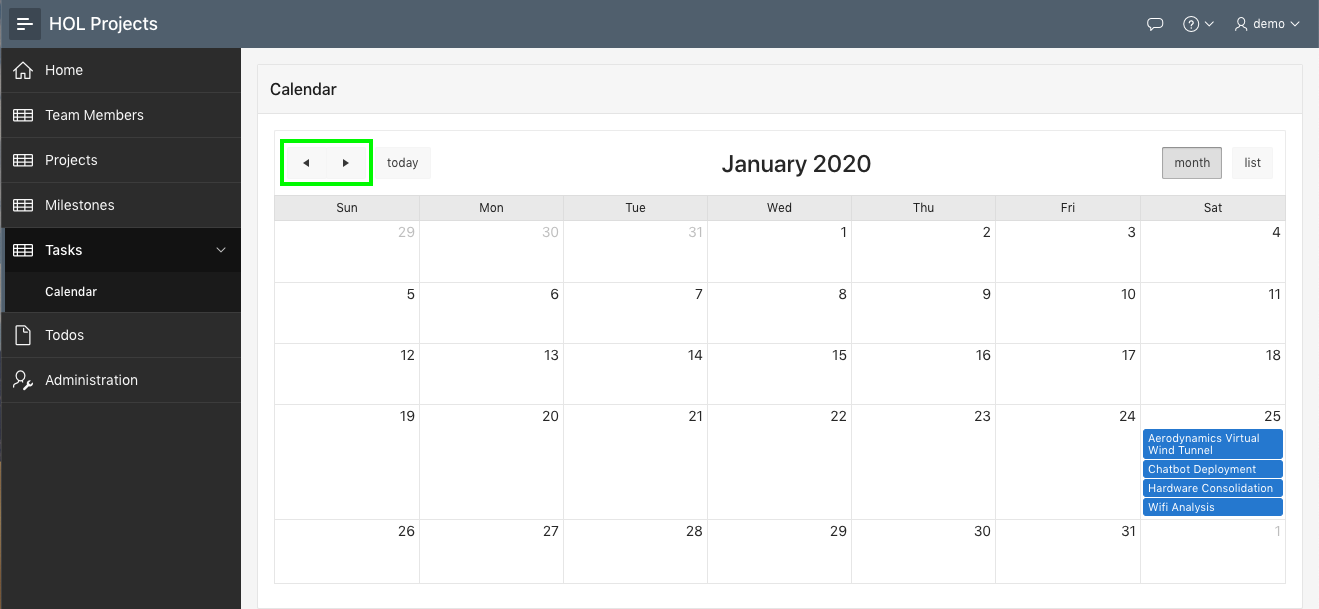 HOL Projects
demo
Home
Team Members
Projects
Milestones
Tasks
Calendar
Todos
Administration
Calendar
today
January 2020
month
list
Sun Mon Tue Wed Thu Fri Sat
29 30 31 1 2 3 4
5 6 7 8 9 10 11
12 13 14 15 16 17 18
19 20 21 22 23 24 25
Aerodynamics Virtual
Wind Tunnel
Chatbot Deployment
Hardware Consolidation
Wifi Analysis
26 27 28 29 30 31 1